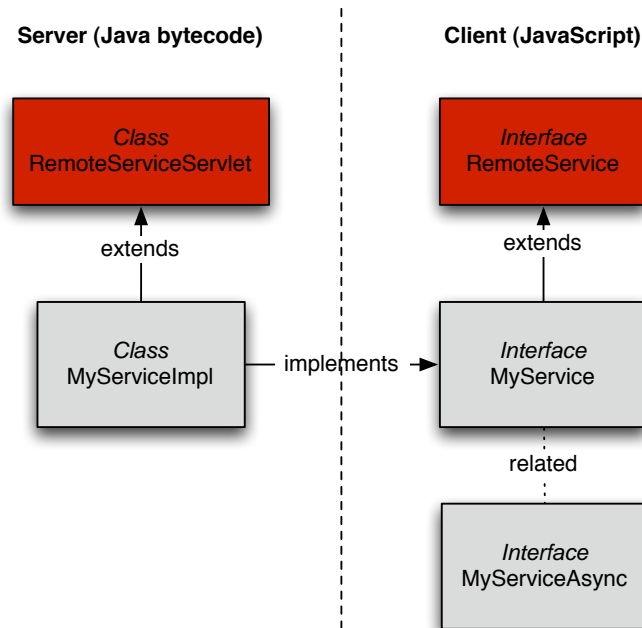 Server (Java bytecode)
Client (JavaScript)
Class
RemoteServiceServlet
Interface
RemoteService
extends
extends
Class
MyServiceImpl
implements
Interface
MyService
related
Interface
MyServiceAsync